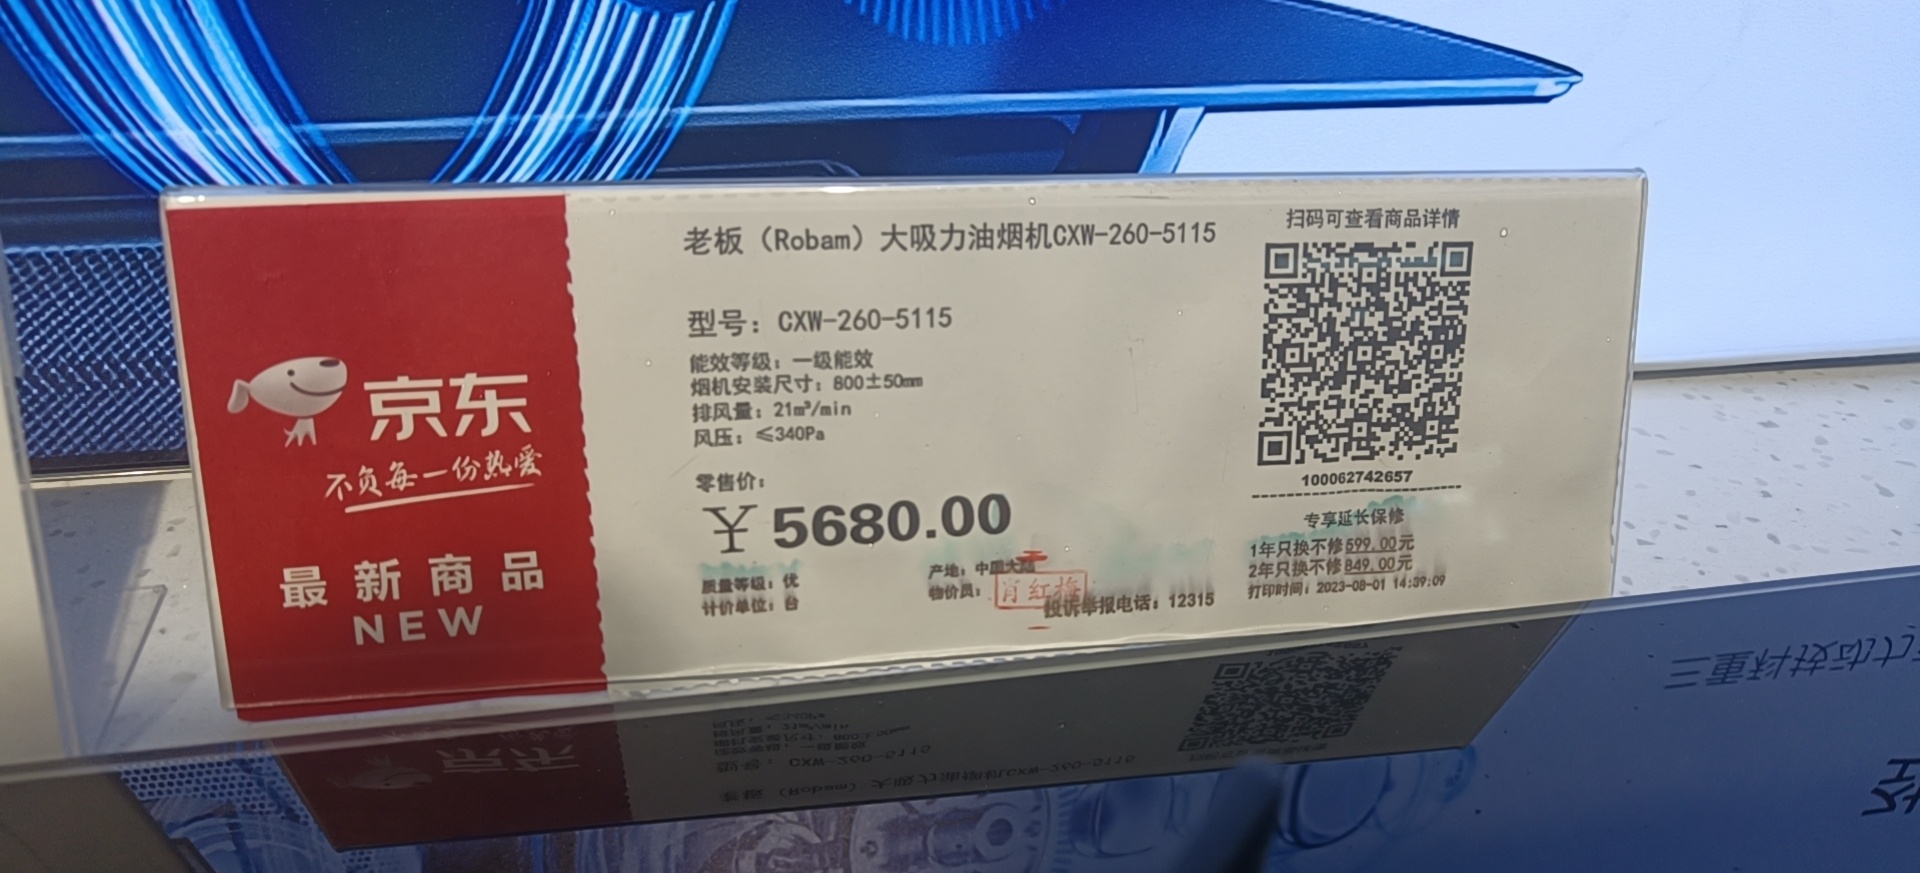 京东
不负每一份热爱
最新商品
NEW
老板（Robam）大吸力油烟机CXW-260-5115
型号：CXW-260-5115
能效等级：一级能效
烟机安装尺寸：800±50mm
排风量：21m³/min
风压：≤340Pa
零售价：
¥5680.00
质量等级：优
计价单位：台
产地：中国大陆
物价员：肖红梅
投诉举报电话：12315
扫码可查看商品详情
100062742657
专享延长保修
1年只换不修599.00元
2年只换不修849.00元
打印时间：2023-08-01 14:39:09